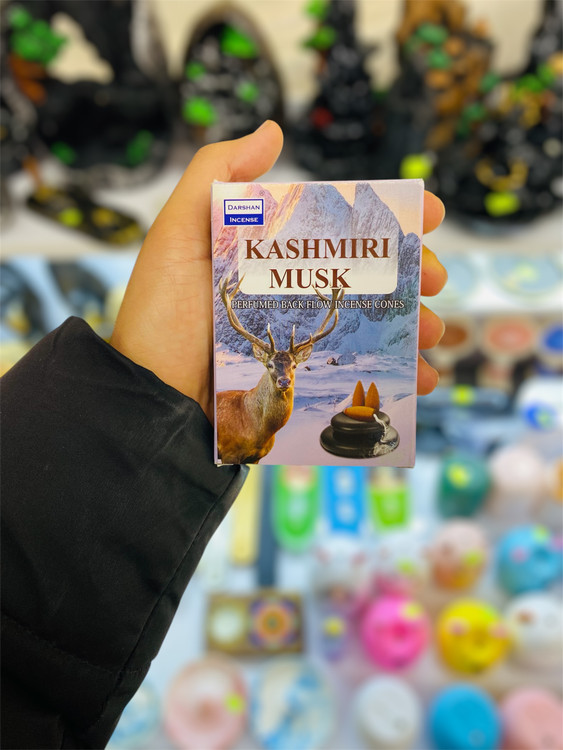 DARSHAN
INCENSE
KASHMIRI
MUSK
PERFUMED BACK FLOW INCENSE CONES